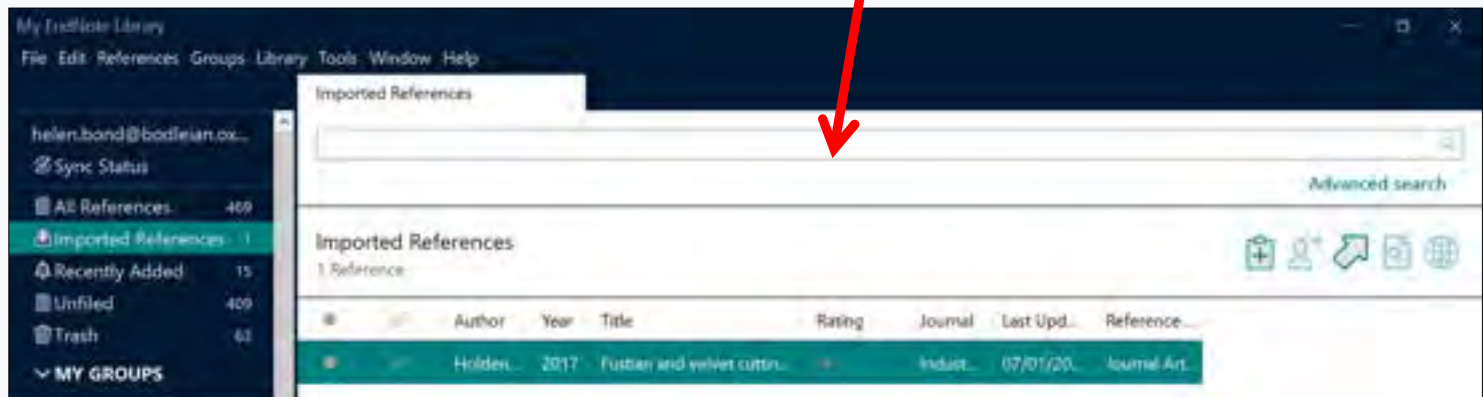 My EndNote Library
File Edit References Groups Library Tools Window Help
Imported References
helen.bond@bodleian.ox...
Sync Status
Advanced search
All References 469
Imported References 1
Recently Added 15
Unfiled 409
Trash 63
MY GROUPS
Imported References
1 Reference
Author Year Title Rating Journal Last Upd... Reference...
Holden,... 2017 Fustian and velvet cuttin... Indust... 07/01/20... Journal Art...